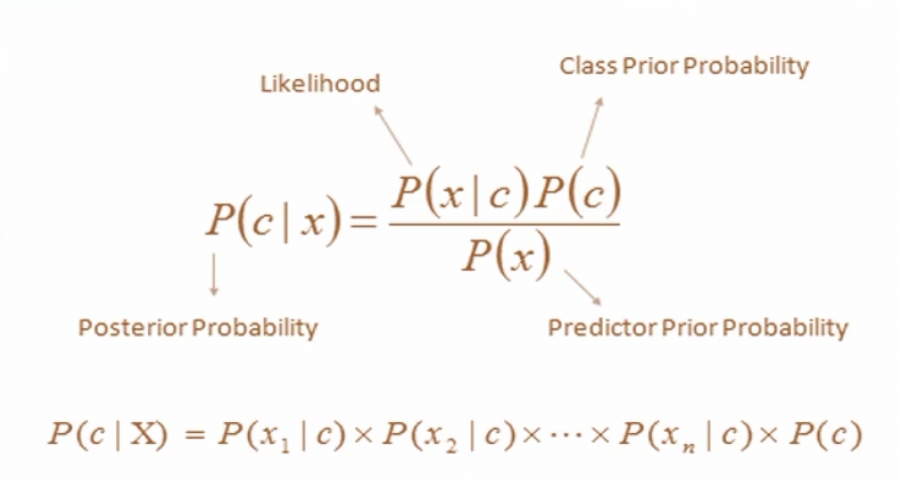 Likelihood
Class Prior Probability
P(c | x) = P(x | c) P(c) / P(x)
Posterior Probability
Predictor Prior Probability
P(c | X) = P(x₁ | c) × P(x₂ | c) × ⋯ × P(xₙ | c) × P(c)